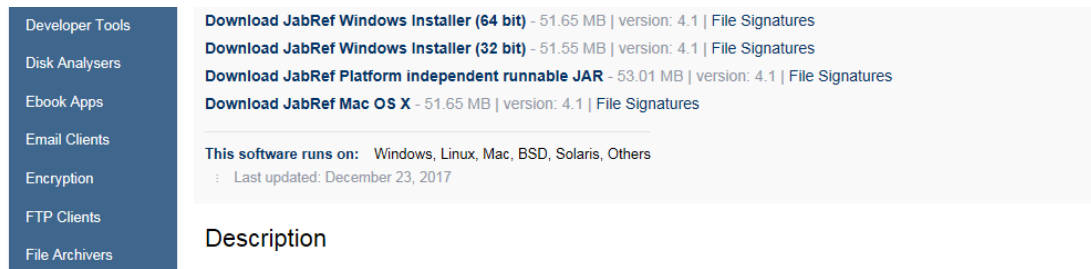 Developer Tools
Disk Analysers
Ebook Apps
Email Clients
Encryption
FTP Clients
File Archivers
Download JabRef Windows Installer (64 bit) - 51.65 MB | version: 4.1 | File Signatures
Download JabRef Windows Installer (32 bit) - 51.55 MB | version: 4.1 | File Signatures
Download JabRef Platform independent runnable JAR - 53.01 MB | version: 4.1 | File Signatures
Download JabRef Mac OS X - 51.65 MB | version: 4.1 | File Signatures
This software runs on: Windows, Linux, Mac, BSD, Solaris, Others
Last updated: December 23, 2017
Description